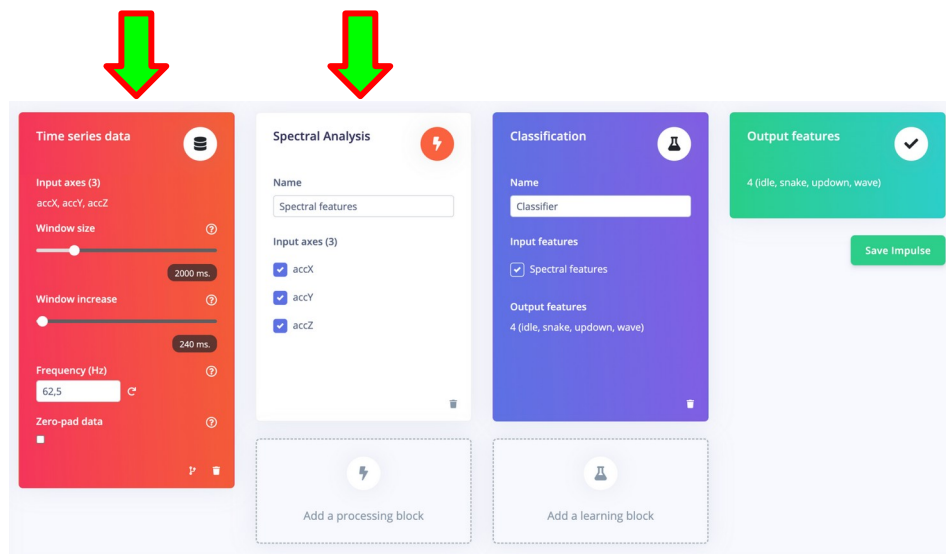 Time series data
Input axes (3)
accX, accY, accZ
Window size
2000 ms.
Window increase
240 ms.
Frequency (Hz)
62,5
Zero-pad data
Spectral Analysis
Name
Spectral features
Input axes (3)
accX
accY
accZ
Add a processing block
Classification
Name
Classifier
Input features
Spectral features
Output features
4 (idle, snake, updown, wave)
Add a learning block
Output features
4 (idle, snake, updown, wave)
Save Impulse